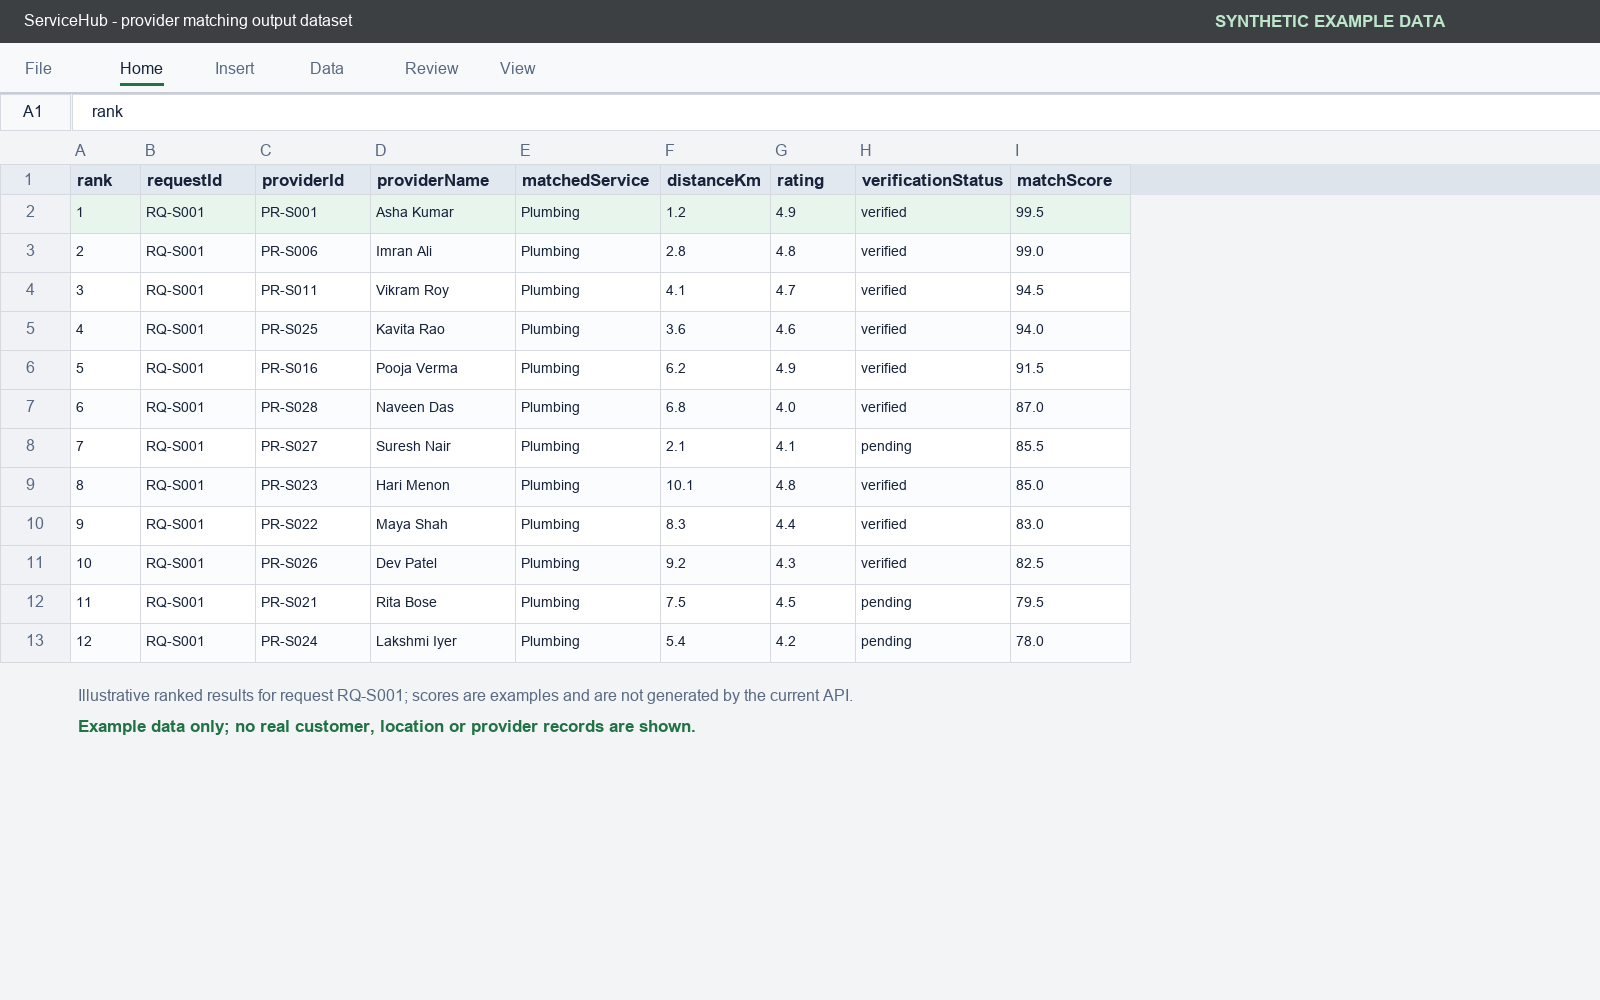 ServiceHub - provider matching output dataset SYNTHETIC EXAMPLE DATA
File Home Insert Data Review View
A1 rank
A B C D E F G H I
1 rank requestId providerId providerName matchedService distanceKm rating verificationStatus matchScore
2 1 RQ-S001 PR-S001 Asha Kumar Plumbing 1.2 4.9 verified 99.5
3 2 RQ-S001 PR-S006 Imran Ali Plumbing 2.8 4.8 verified 99.0
4 3 RQ-S001 PR-S011 Vikram Roy Plumbing 4.1 4.7 verified 94.5
5 4 RQ-S001 PR-S025 Kavita Rao Plumbing 3.6 4.6 verified 94.0
6 5 RQ-S001 PR-S016 Pooja Verma Plumbing 6.2 4.9 verified 91.5
7 6 RQ-S001 PR-S028 Naveen Das Plumbing 6.8 4.0 verified 87.0
8 7 RQ-S001 PR-S027 Suresh Nair Plumbing 2.1 4.1 pending 85.5
9 8 RQ-S001 PR-S023 Hari Menon Plumbing 10.1 4.8 verified 85.0
10 9 RQ-S001 PR-S022 Maya Shah Plumbing 8.3 4.4 verified 83.0
11 10 RQ-S001 PR-S026 Dev Patel Plumbing 9.2 4.3 verified 82.5
12 11 RQ-S001 PR-S021 Rita Bose Plumbing 7.5 4.5 pending 79.5
13 12 RQ-S001 PR-S024 Lakshmi Iyer Plumbing 5.4 4.2 pending 78.0
Illustrative ranked results for request RQ-S001; scores are examples and are not generated by the current API.
Example data only; no real customer, location or provider records are shown.